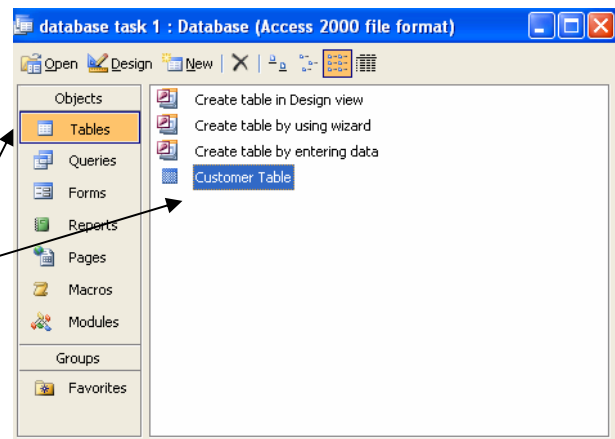 database task 1 : Database (Access 2000 file format)
Open Design New
Objects
Tables
Queries
Forms
Reports
Pages
Macros
Modules
Groups
Favorites
Create table in Design view
Create table by using wizard
Create table by entering data
Customer Table